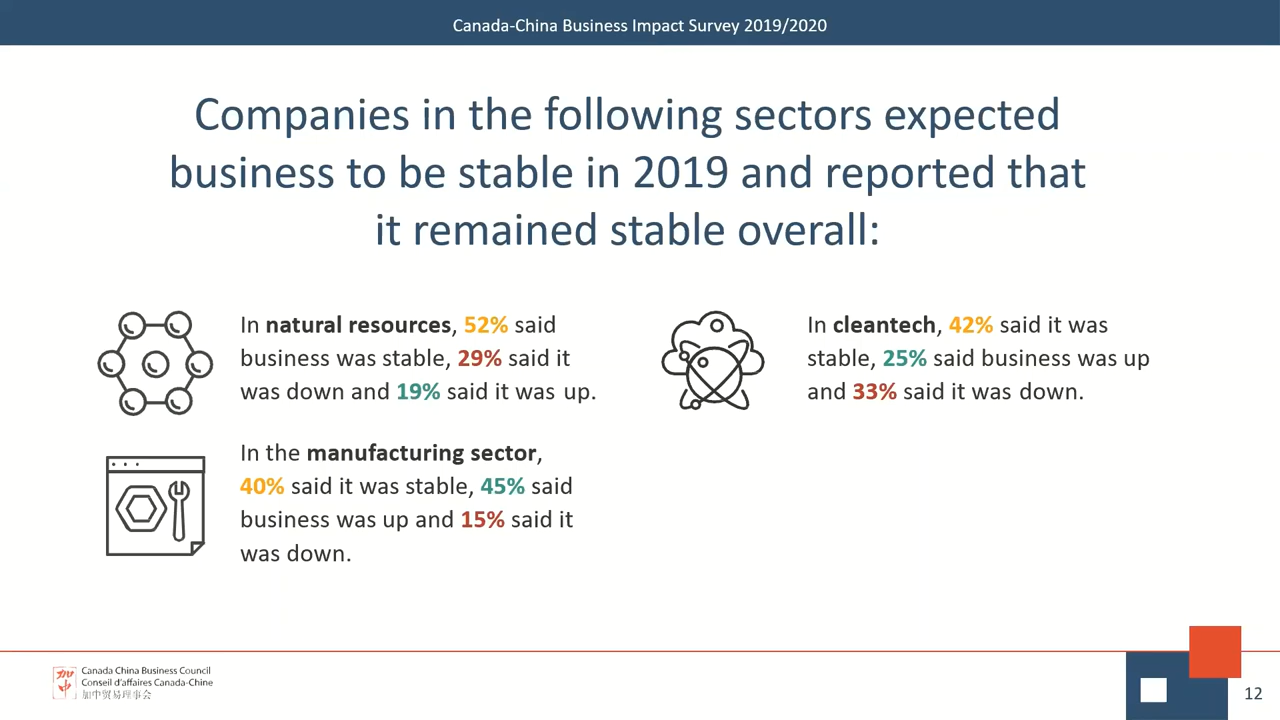 Canada-China Business Impact Survey 2019/2020
Companies in the following sectors expected
business to be stable in 2019 and reported that
it remained stable overall:
In natural resources, 52% said
business was stable, 29% said it
was down and 19% said it was up.
In cleantech, 42% said it was
stable, 25% said business was up
and 33% said it was down.
In the manufacturing sector,
40% said it was stable, 45% said
business was up and 15% said it
was down.
加中
Canada China Business Council
Conseil d'affaires Canada-Chine
加中贸易理事会
12